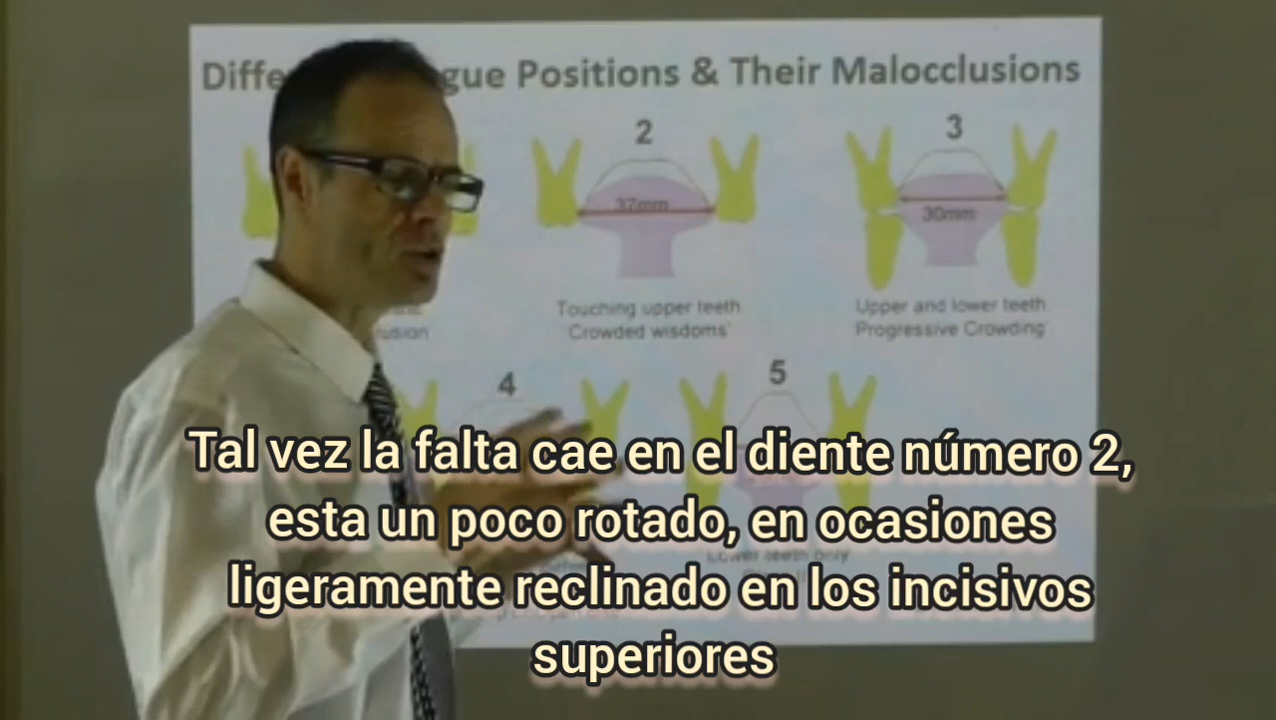 gue Positions & Their Malocclusions
2
3
37mm
30mm
Touching upper teeth
'Crowded wisdoms'
Upper and lower teeth
'Progressive Crowding'
usion
4
5
Lower teeth only
Tal vez la falta cae en el diente número 2,
esta un poco rotado, en ocasiones
ligeramente reclinado en los incisivos
superiores